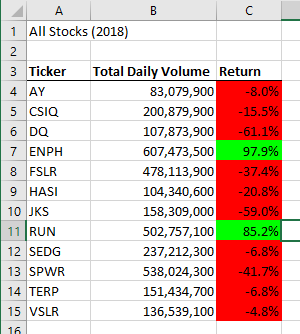 A B C
1 All Stocks (2018)
2
3 Ticker Total Daily Volume Return
4 AY 83,079,900 -8.0%
5 CSIQ 200,879,900 -15.5%
6 DQ 107,873,900 -61.1%
7 ENPH 607,473,500 97.9%
8 FSLR 478,113,900 -37.4%
9 HASI 104,340,600 -20.8%
10 JKS 158,309,000 -59.0%
11 RUN 502,757,100 85.2%
12 SEDG 237,212,300 -6.8%
13 SPWR 538,024,300 -41.7%
14 TERP 151,434,700 -6.8%
15 VSLR 136,539,100 -4.8%
16